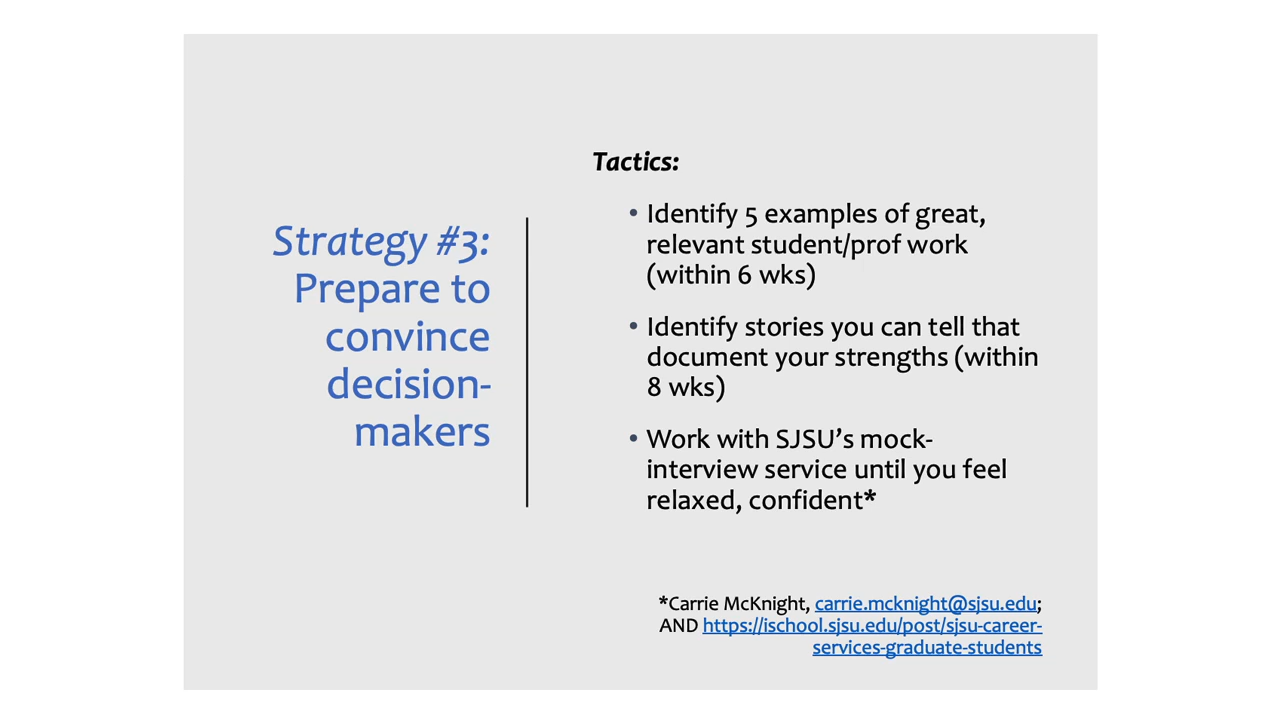 Strategy #3:
Prepare to
convince
decision-
makers
Tactics:
• Identify 5 examples of great,
relevant student/prof work
(within 6 wks)
• Identify stories you can tell that
document your strengths (within
8 wks)
• Work with SJSU’s mock-
interview service until you feel
relaxed, confident*
*Carrie McKnight, carrie.mcknight@sjsu.edu;
AND https://ischool.sjsu.edu/post/sjsu-career-
services-graduate-students